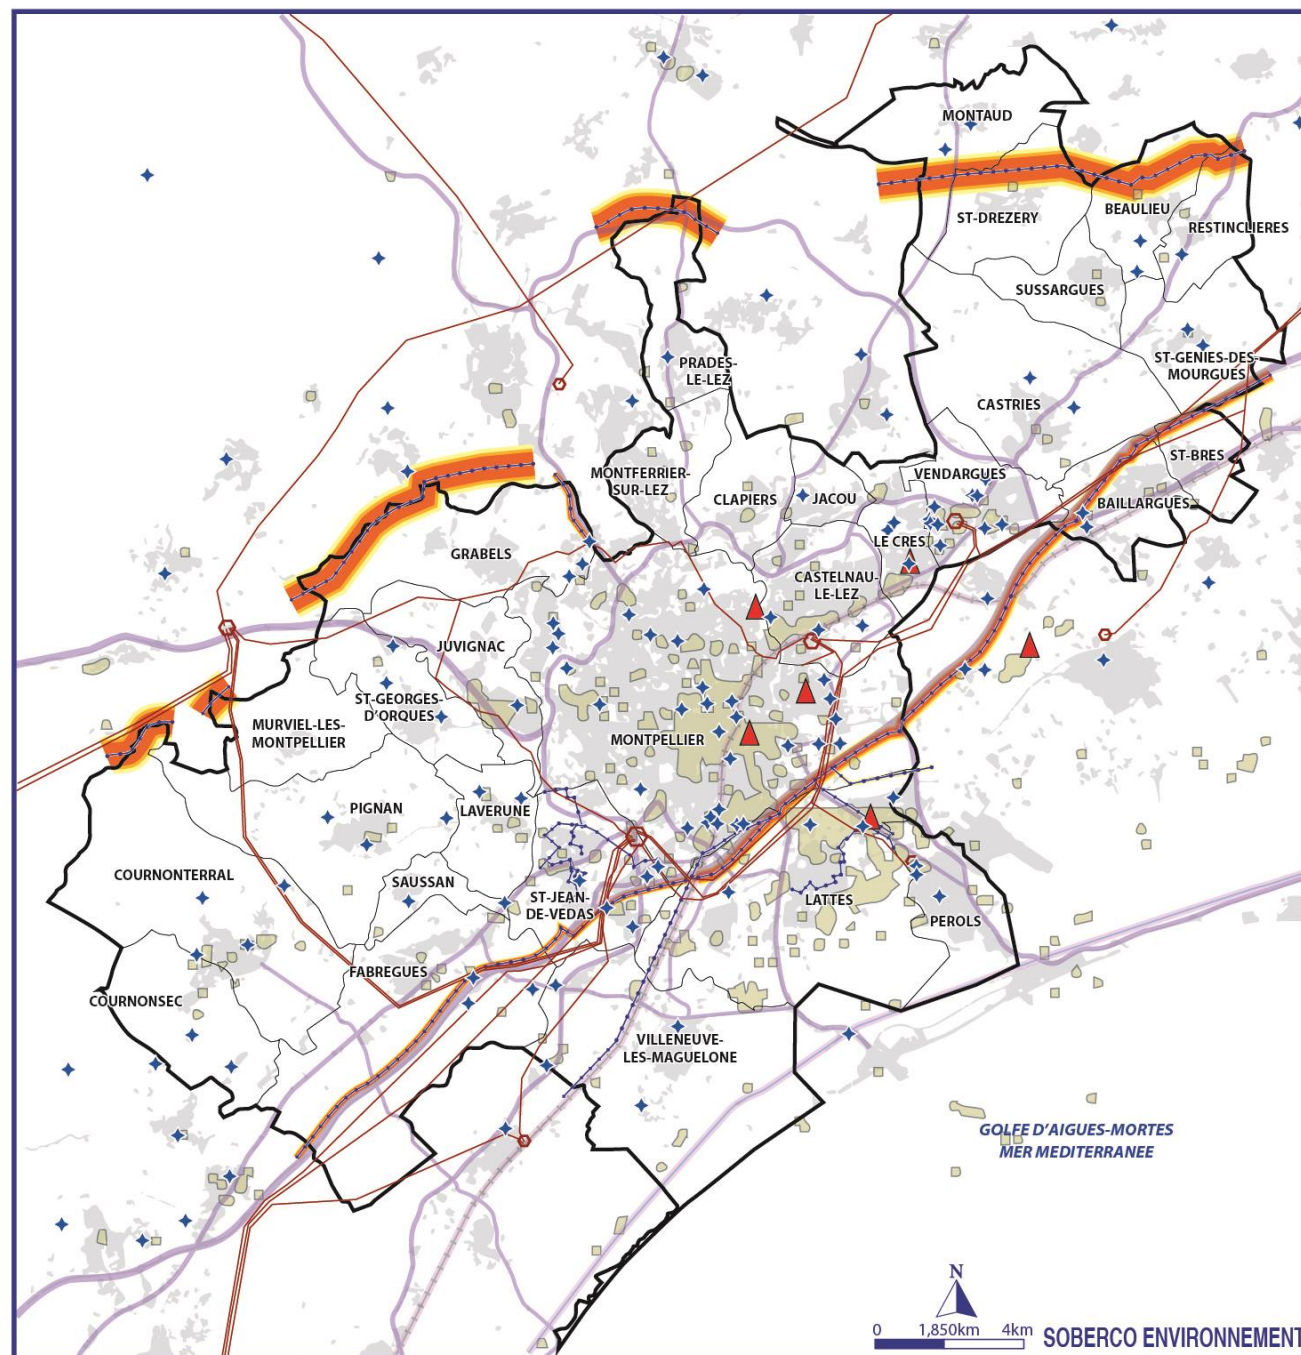 MONTAUD
ST-DREZERY
BEAULIEU
RESTINCLIERES
SUSSARGUES
ST-GENIES-DES-
MOURGUES
PRADES-
LE-LEZ
CASTRIES
ST-BRES
MONTFERRIER-
SUR-LEZ
CLAPIERS
JACOU
VENDARGUES
BAILLARGUES
GRABELS
LE CRES
CASTELNAU-
LE-LEZ
JUVIGNAC
ST-GEORGES-
D'ORQUES
MURVIEL-LES-
MONTPELLIER
MONTPELLIER
PIGNAN
LAVERUNE
COURNONTERRAL
SAUSSAN
ST-JEAN-
DE-VEDAS
LATTES
PEROLS
FABREGUES
COURNONSEC
VILLENEUVE-
LES-MAGUELONE
GOLFE D'AIGUES-MORTES
MER MEDITERRANEE
N
0 1,850km 4km
SOBERCO ENVIRONNEMENT